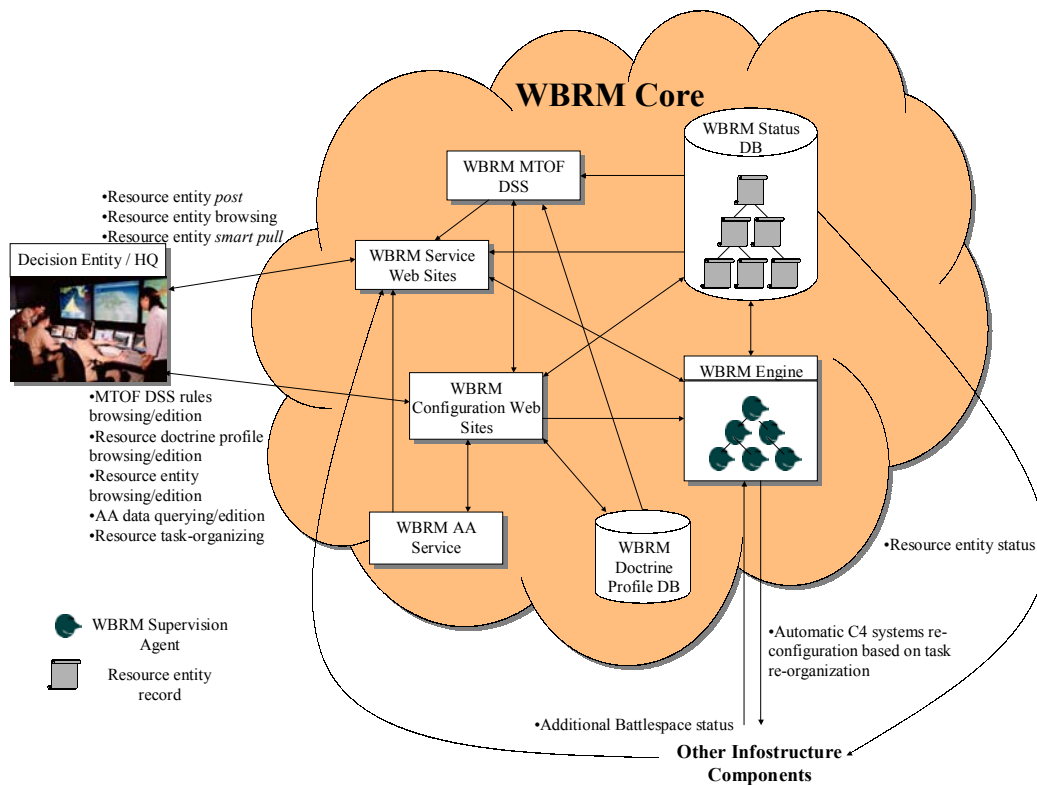 WBRM Core
WBRM Status
DB
WBRM MTOF
DSS
•Resource entity post
•Resource entity browsing
•Resource entity smart pull
Decision Entity / HQ
WBRM Service
Web Sites
WBRM Engine
WBRM
Configuration Web
Sites
•MTOF DSS rules
browsing/edition
•Resource doctrine profile
browsing/edition
•Resource entity
browsing/edition
•AA data querying/edition
•Resource task-organizing
WBRM AA
Service
WBRM
Doctrine
Profile DB
•Resource entity status
WBRM Supervision
Agent
Resource entity
record
•Automatic C4 systems re-
configuration based on task
re-organization
•Additional Battlespace status
Other Infostructure
Components